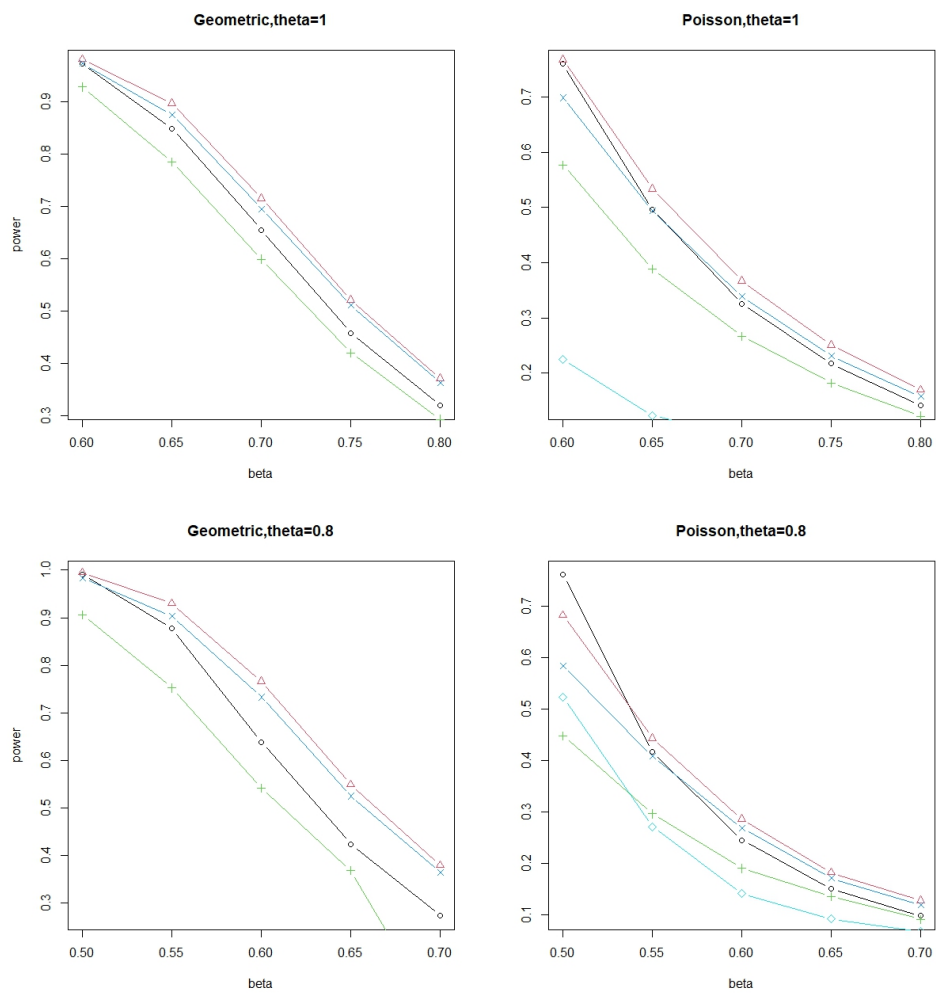 Geometric,theta=1
power
0.9
0.8
0.7
0.6
0.5
0.4
0.3
0.60 0.65 0.70 0.75 0.80
beta
Poisson,theta=1
0.7
0.6
0.5
0.4
0.3
0.2
0.60 0.65 0.70 0.75 0.80
beta
Geometric,theta=0.8
power
1.0
0.9
0.8
0.7
0.6
0.5
0.4
0.3
0.50 0.55 0.60 0.65 0.70
beta
Poisson,theta=0.8
0.7
0.6
0.5
0.4
0.3
0.2
0.1
0.50 0.55 0.60 0.65 0.70
beta